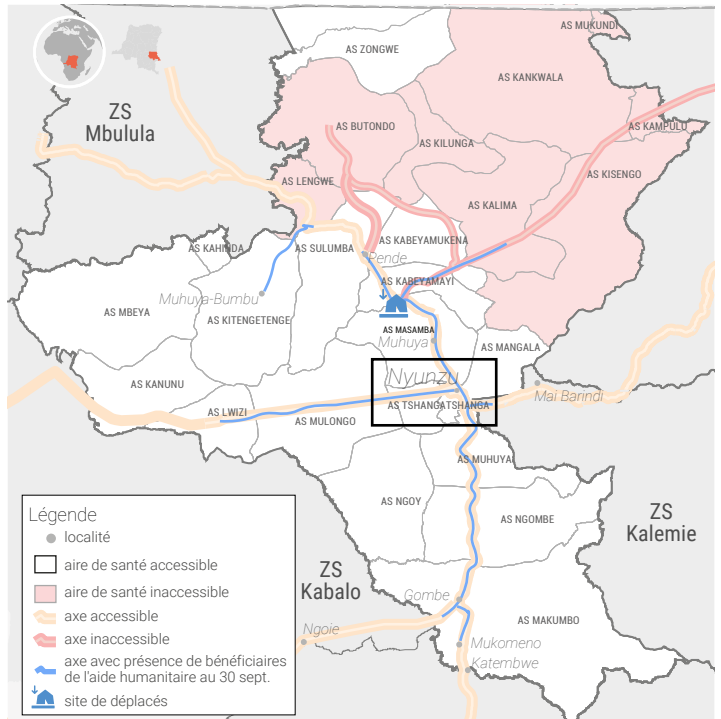 AS MUKUNDI
AS ZONGWE
AS KANKWALA
ZS
Mbulula
AS BUTONDO
AS KAMPULU
AS KILUNGA
AS KISENGO
AS LENGWE
AS KALIMA
AS KABEYAMUKENA
AS KAHINDA
AS SULUMBA
Pende
AS KABEYAMAYI
Muhuya-Bumbu
AS MBEYA
AS KITENGETENGE
AS MASAMBA
Muhuya
AS MANGALA
Nyunzu
AS KANUNU
Mai Barindi
AS LWIZI
AS TSHANGATSHANGA
AS MULONGO
AS MUHUYA
AS NGOY
AS NGOMBE
ZS
Kalemie
ZS
Kabalo
Gombe
AS MAKUMBO
Ngoie
Mukomeno
Katembwe
Légende
localité
aire de santé accessible
aire de santé inaccessible
axe accessible
axe inaccessible
axe avec présence de bénéficiaires
de l'aide humanitaire au 30 sept.
site de déplacés